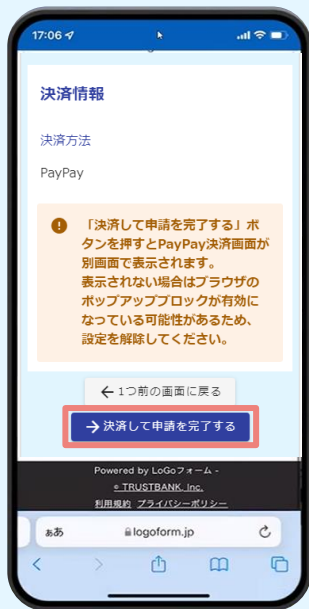 17:06
決済情報
決済方法
PayPay
「決済して申請を完了する」ボ
タンを押すとPayPay決済画面が
別画面で表示されます。
表示されない場合はブラウザの
ポップアップブロックが有効に
なっている可能性があるため、
設定を解除してください。
← 1つ前の画面に戻る
→ 決済して申請を完了する
Powered by LoGoフォーム -
© TRUSTBANK, Inc.
利用規約 プライバシーポリシー
ぁあ logoform.jp